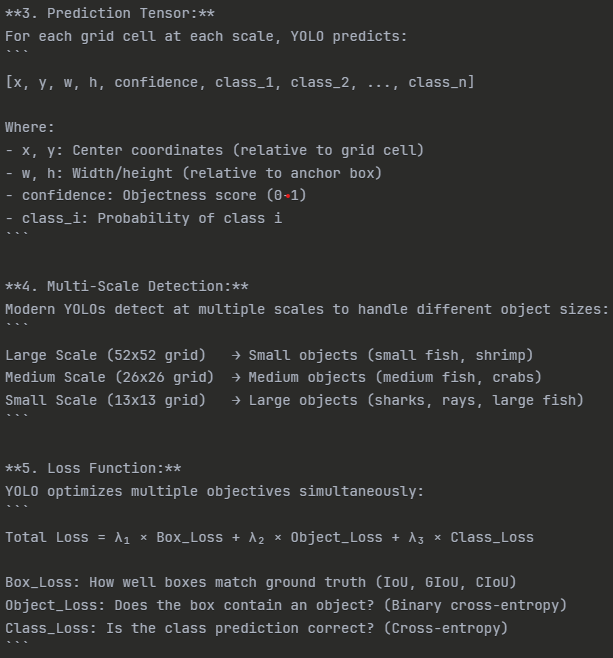 **3. Prediction Tensor:**
For each grid cell at each scale, YOLO predicts:
```
[x, y, w, h, confidence, class_1, class_2, ..., class_n]
Where:
- x, y: Center coordinates (relative to grid cell)
- w, h: Width/height (relative to anchor box)
- confidence: Objectness score (0-1)
- class_i: Probability of class i
```
**4. Multi-Scale Detection:**
Modern YOLOs detect at multiple scales to handle different object sizes:
```
Large Scale (52x52 grid)   → Small objects (small fish, shrimp)
Medium Scale (26x26 grid)  → Medium objects (medium fish, crabs)
Small Scale (13x13 grid)   → Large objects (sharks, rays, large fish)
```
**5. Loss Function:**
YOLO optimizes multiple objectives simultaneously:
```
Total Loss = λ₁ × Box_Loss + λ₂ × Object_Loss + λ₃ × Class_Loss
Box_Loss: How well boxes match ground truth (IoU, GIoU, CIoU)
Object_Loss: Does the box contain an object? (Binary cross-entropy)
Class_Loss: Is the class prediction correct? (Cross-entropy)
```